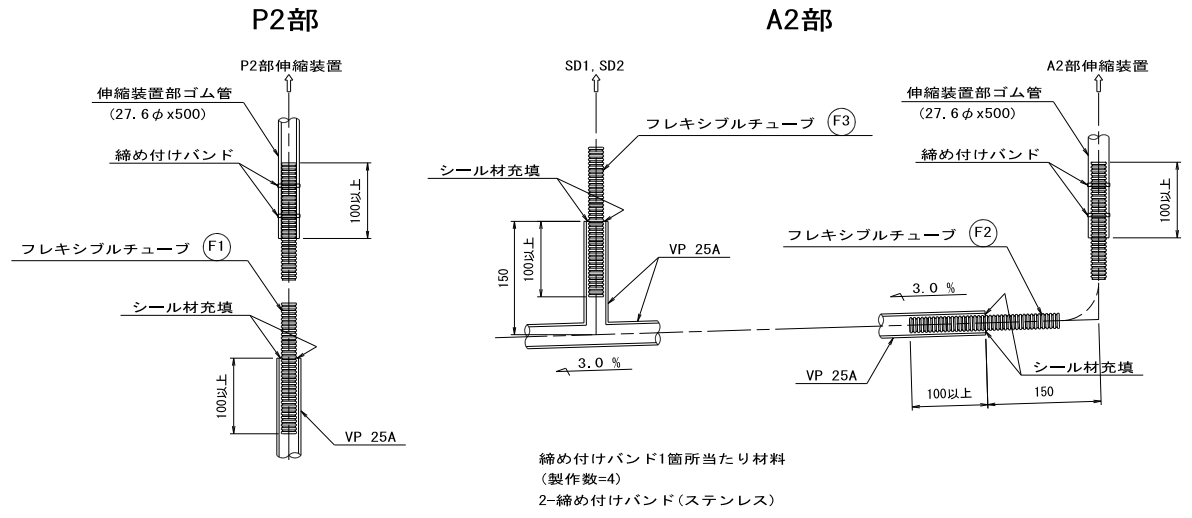 P2部
P2部伸縮装置
伸縮装置部ゴム管
(27.6φx500)
締め付けバンド
100以上
フレキシブルチューブ F1
シール材充填
100以上
VP 25A
A2部
SD1, SD2
フレキシブルチューブ F3
シール材充填
150
100以上
VP 25A
3.0 %
A2部伸縮装置
伸縮装置部ゴム管
(27.6φx500)
締め付けバンド
100以上
フレキシブルチューブ F2
3.0 %
シール材充填
VP 25A
100以上
150
締め付けバンド1箇所当たり材料
(製作数=4)
2-締め付けバンド(ステンレス)